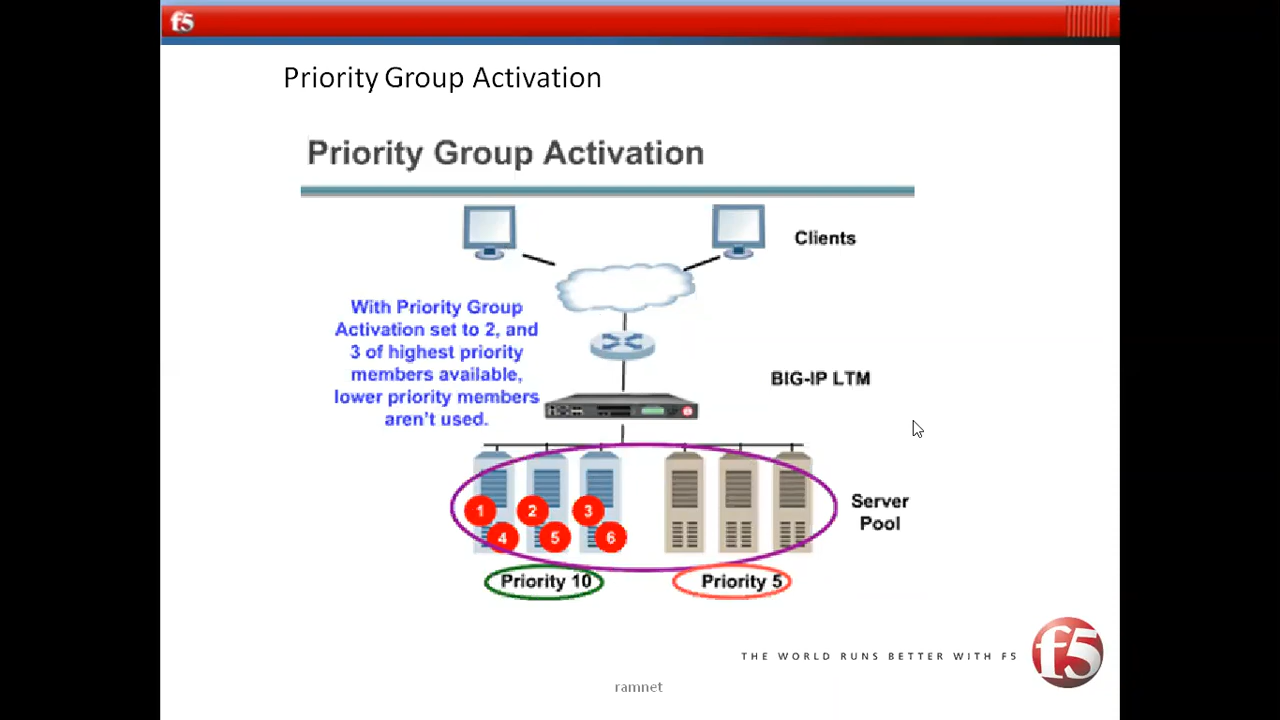 f5
Priority Group Activation
Priority Group Activation
Clients
With Priority Group
Activation set to 2, and
3 of highest priority
members available,
lower priority members
aren't used.
BIG-IP LTM
1 2 3
4 5 6
Server
Pool
Priority 10 Priority 5
THE WORLD RUNS BETTER WITH F5
f5
ramnet